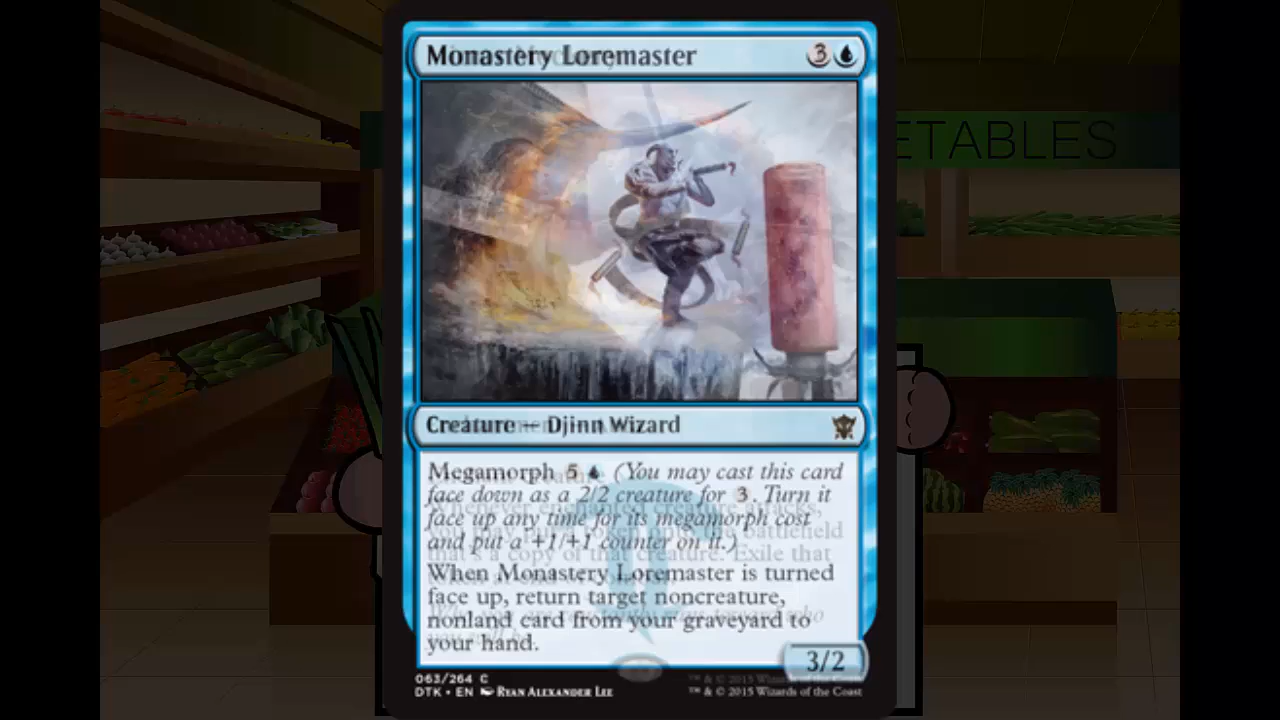 ETABLES
Monastery Loremaster
3
Creature — Djinn Wizard
Megamorph 5 (You may cast this card
face down as a 2/2 creature for 3. Turn it
face up any time for its megamorph cost
and put a +1/+1 counter on it.)
When Monastery Loremaster is turned
face up, return target noncreature,
nonland card from your graveyard to
your hand.
3/2
063/264 C
DTK • EN Ryan Alexander Lee
™ & © 2015 Wizards of the Coast